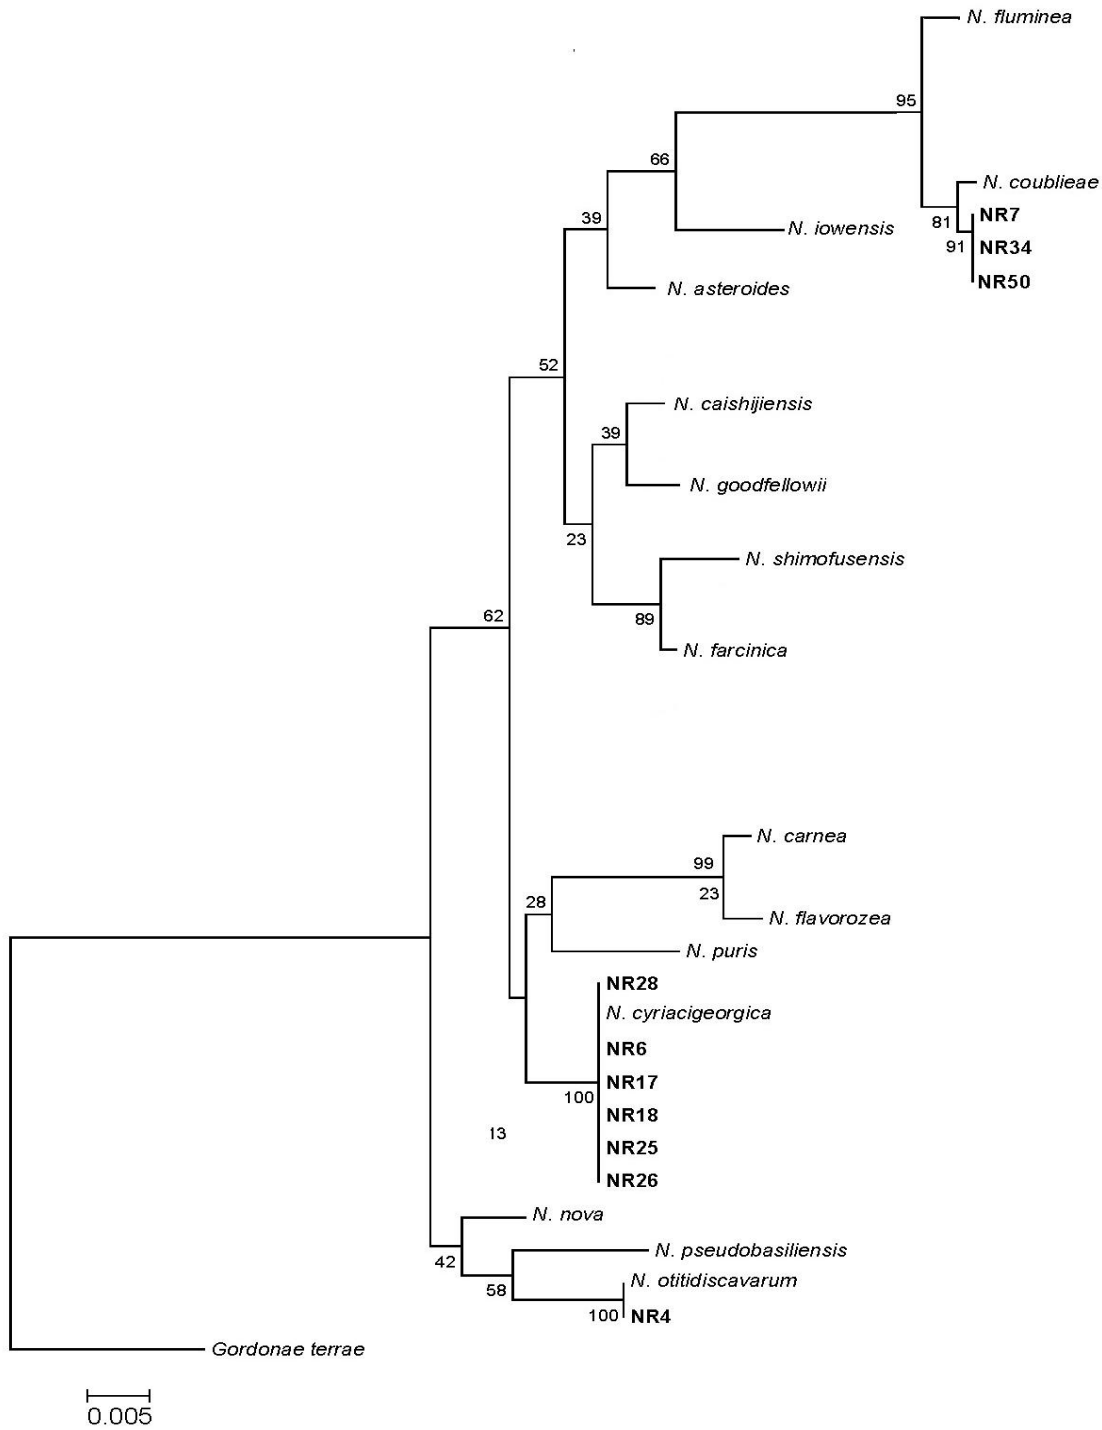 N. fluminea
95
66
N. coublieae
NR7
39
81
N. iowensis
91
NR34
NR50
N. asteroides
52
N. caishijiensis
39
N. goodfellowii
23
N. shimofusensis
89
N. farcinica
62
N. carnea
99
23
28
N. flavorozea
N. puris
NR28
N. cyriacigeorgica
NR6
NR17
100
NR18
13
NR25
NR26
N. nova
N. pseudobasiliensis
42
N. otitidiscavarum
58
100
NR4
Gordonae terrae
0.005